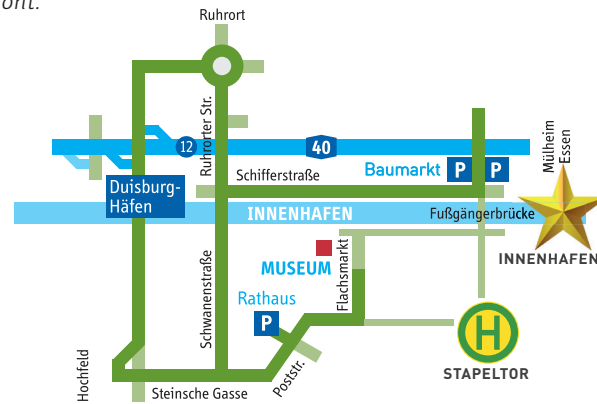 ont.
Ruhrort
Ruhrorter Str.
12
40
Mülheim
Essen
Baumarkt P P
Schifferstraße
Duisburg-
Häfen
INNENHAFEN
Fußgängerbrücke
INNENHAFEN
MUSEUM
Flachsmarkt
Schwanenstraße
Rathaus
P
H
STAPELTOR
Hochfeld
Steinsche Gasse
Poststr.